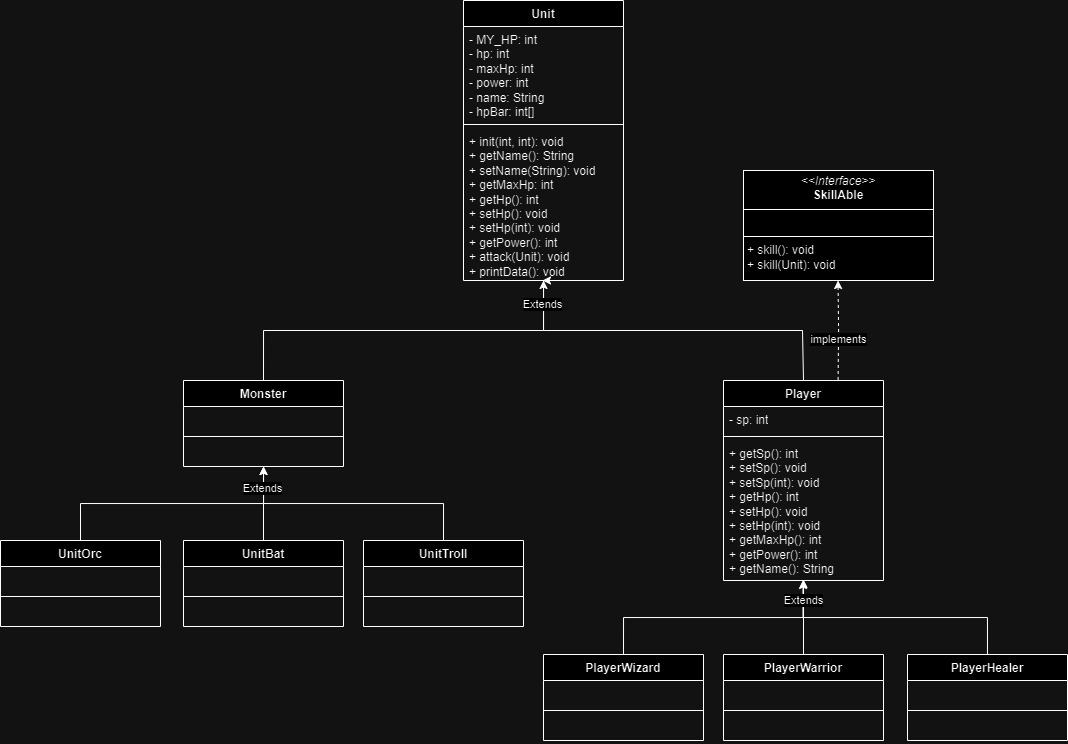 Unit
- MY_HP: int
- hp: int
- maxHp: int
- power: int
- name: String
- hpBar: int[]
+ init(int, int): void
+ getName(): String
+ setName(String): void
+ getMaxHp: int
+ getHp(): int
+ setHp(): void
+ setHp(int): void
+ getPower(): int
+ attack(Unit): void
+ printData(): void
<<Interface>>
SkillAble
+ skill(): void
+ skill(Unit): void
Extends
implements
Monster
Player
- sp: int
+ getSp(): int
+ setSp(): void
+ setSp(int): void
+ getHp(): int
+ setHp(): void
+ setHp(int): void
+ getMaxHp(): int
+ getPower(): int
+ getName(): String
Extends
UnitOrc
UnitBat
UnitTroll
Extends
PlayerWizard
PlayerWarrior
PlayerHealer